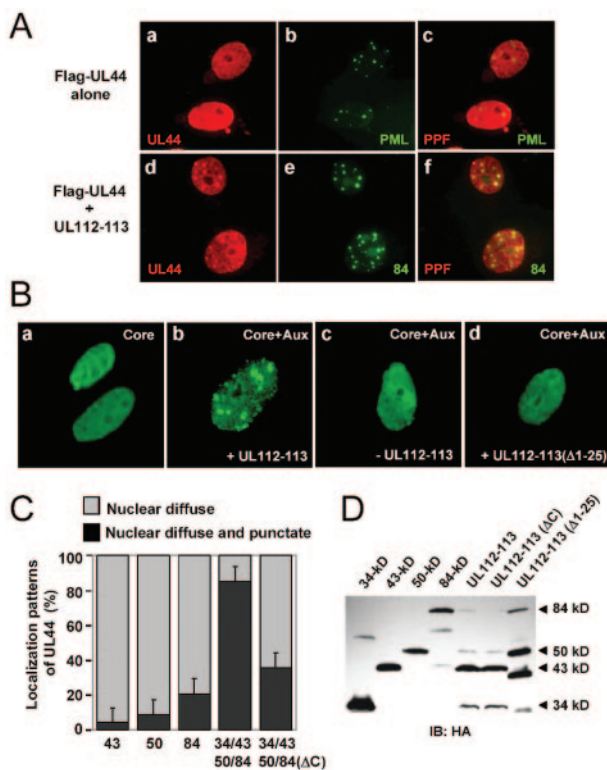 A
Flag-UL44
alone
a
UL44
b
PML
c
PPF
PML
Flag-UL44
+
UL112-113
d
UL44
e
84
f
PPF
84
B
a
Core
b
Core+Aux
+ UL112-113
c
Core+Aux
- UL112-113
d
Core+Aux
+ UL112-113(Δ1-25)
C
Nuclear diffuse
Nuclear diffuse and punctate
Localization patterns
of UL44 (%)
100
80
60
40
20
0
43 50 84 34/43 34/43
50/84 50/84(ΔC)
D
34-kD
43-kD
50-kD
84-kD
UL112-113
UL112-113 (ΔC)
UL112-113 (Δ1-25)
84 kD
50 kD
43 kD
34 kD
IB: HA